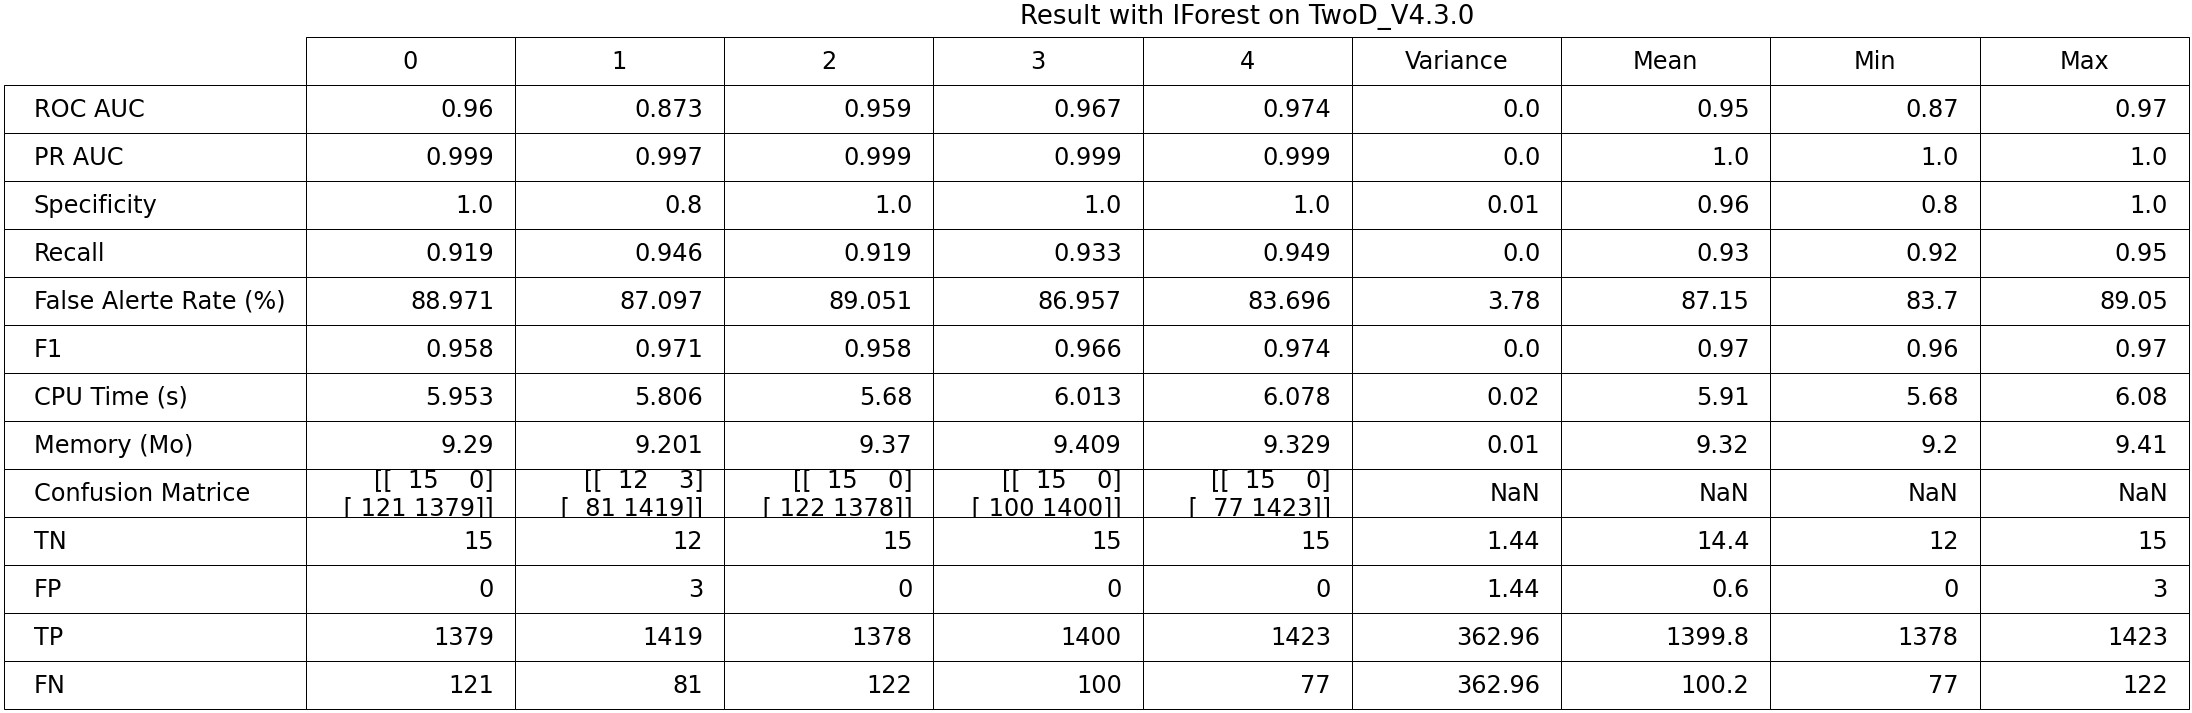 Result with IForest on TwoD_V4.3.0
0 1 2 3 4 Variance Mean Min Max
ROC AUC 0.96 0.873 0.959 0.967 0.974 0.0 0.95 0.87 0.97
PR AUC 0.999 0.997 0.999 0.999 0.999 0.0 1.0 1.0 1.0
Specificity 1.0 0.8 1.0 1.0 1.0 0.01 0.96 0.8 1.0
Recall 0.919 0.946 0.919 0.933 0.949 0.0 0.93 0.92 0.95
False Alerte Rate (%) 88.971 87.097 89.051 86.957 83.696 3.78 87.15 83.7 89.05
F1 0.958 0.971 0.958 0.966 0.974 0.0 0.97 0.96 0.97
CPU Time (s) 5.953 5.806 5.68 6.013 6.078 0.02 5.91 5.68 6.08
Memory (Mo) 9.29 9.201 9.37 9.409 9.329 0.01 9.32 9.2 9.41
[[ 15 0] [[ 12 3] [[ 15 0] [[ 15 0] [[ 15 0]
Confusion Matrice NaN NaN NaN NaN
[ 121 1379]] [ 81 1419]] [ 122 1378]] [ 100 1400]] [ 77 1423]]
TN 15 12 15 15 15 1.44 14.4 12 15
FP 0 3 0 0 0 1.44 0.6 0 3
TP 1379 1419 1378 1400 1423 362.96 1399.8 1378 1423
FN 121 81 122 100 77 362.96 100.2 77 122